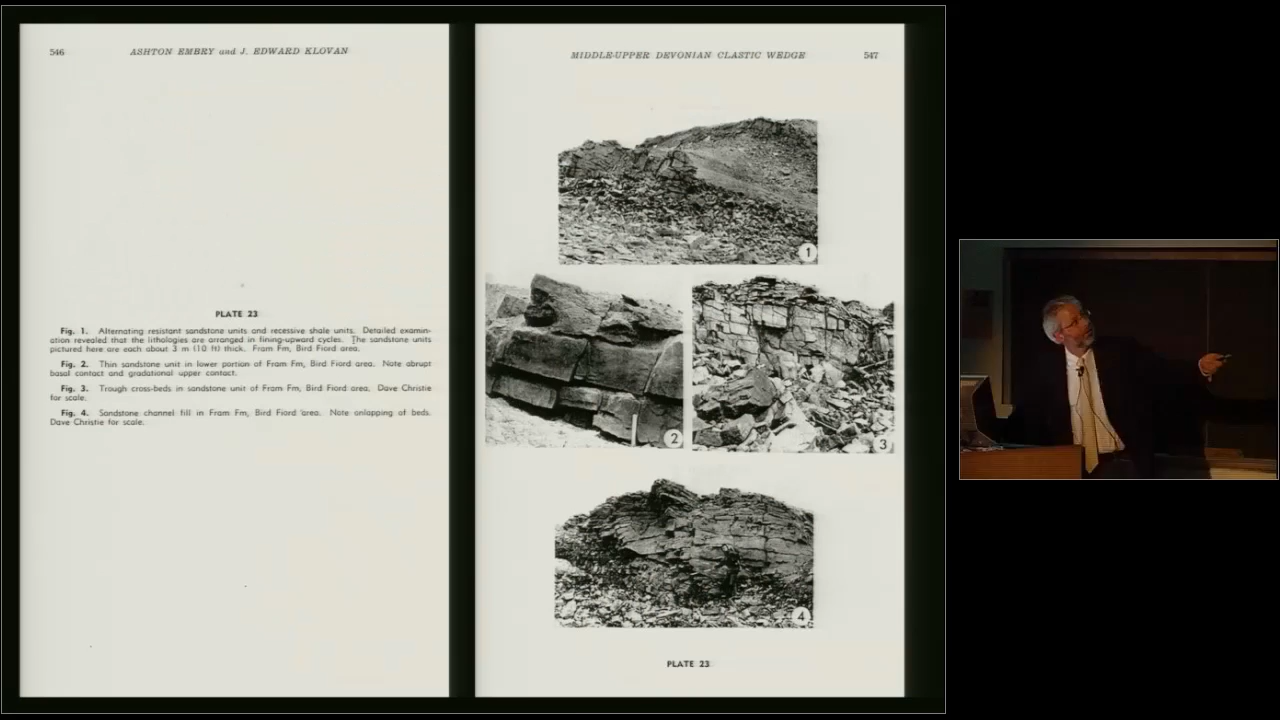 546 ASHTON EMBRY and J. EDWARD KLOVAN
PLATE 23
Fig. 1. Alternating resistant sandstone units and recessive shale units. Detailed examin-
ation revealed that the lithologies are arranged in fining-upward cycles. The sandstone units
pictured here are each about 3 m (10 ft) thick. Fram Fm, Bird Fiord area.
Fig. 2. Thin sandstone unit in lower portion of Fram Fm, Bird Fiord area. Note abrupt
basal contact and gradational upper contact.
Fig. 3. Trough cross-beds in sandstone unit of Fram Fm, Bird Fiord area. Dave Christie
for scale.
Fig. 4. Sandstone channel fill in Fram Fm, Bird Fiord area. Note onlapping of beds.
Dave Christie for scale.
MIDDLE-UPPER DEVONIAN CLASTIC WEDGE 547
1
2
3
4
PLATE 23